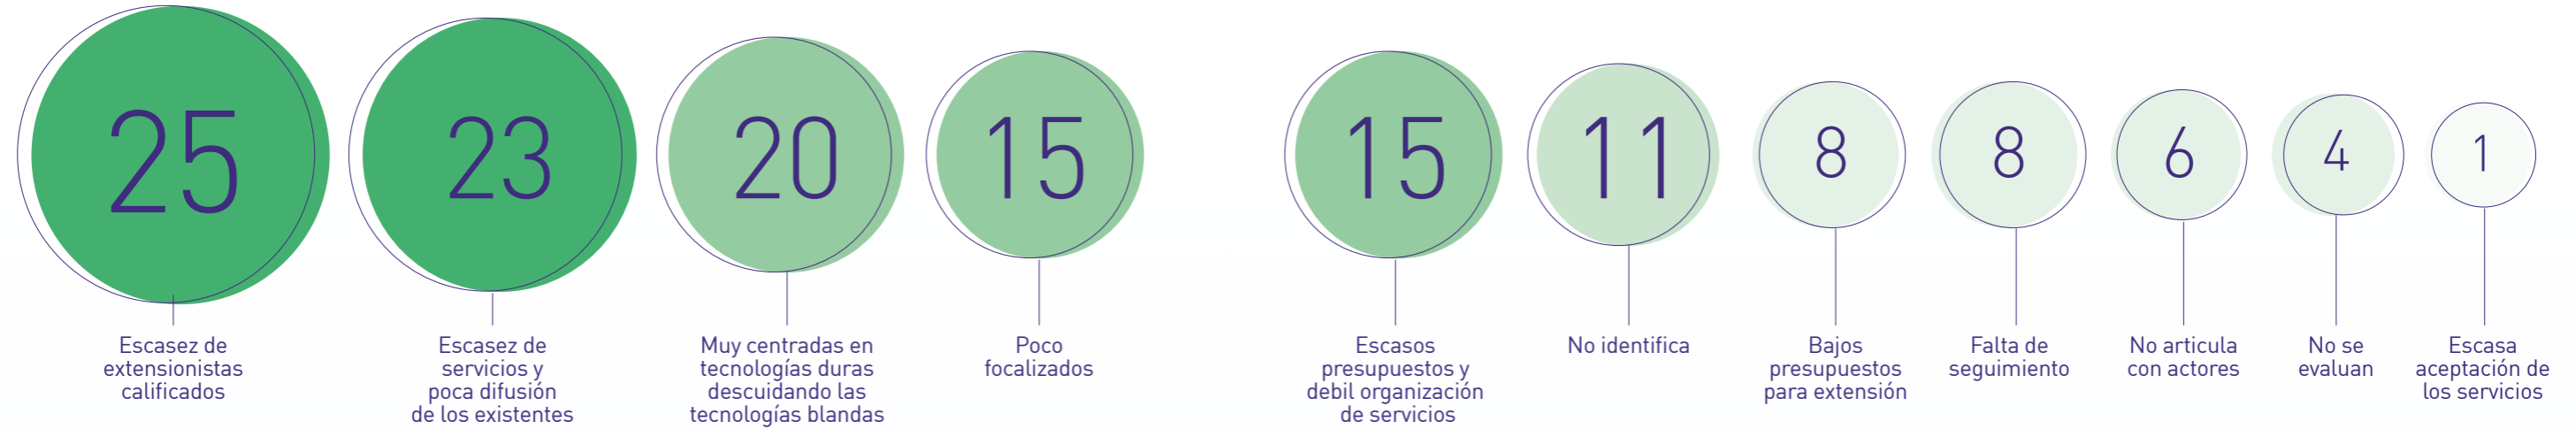 25
23
20
15
15
11
8
8
6
4
1
Escasez de
extensionistas
calificados
Escasez de
servicios y
poca difusión
de los existentes
Muy centradas en
tecnologías duras
descuidando las
tecnologías blandas
Poco
focalizados
Escasos
presupuestos y
debil organización
de servicios
No identifica
Bajos
presupuestos
para extensión
Falta de
seguimiento
No articula
con actores
No se
evaluan
Escasa
aceptación de
los servicios